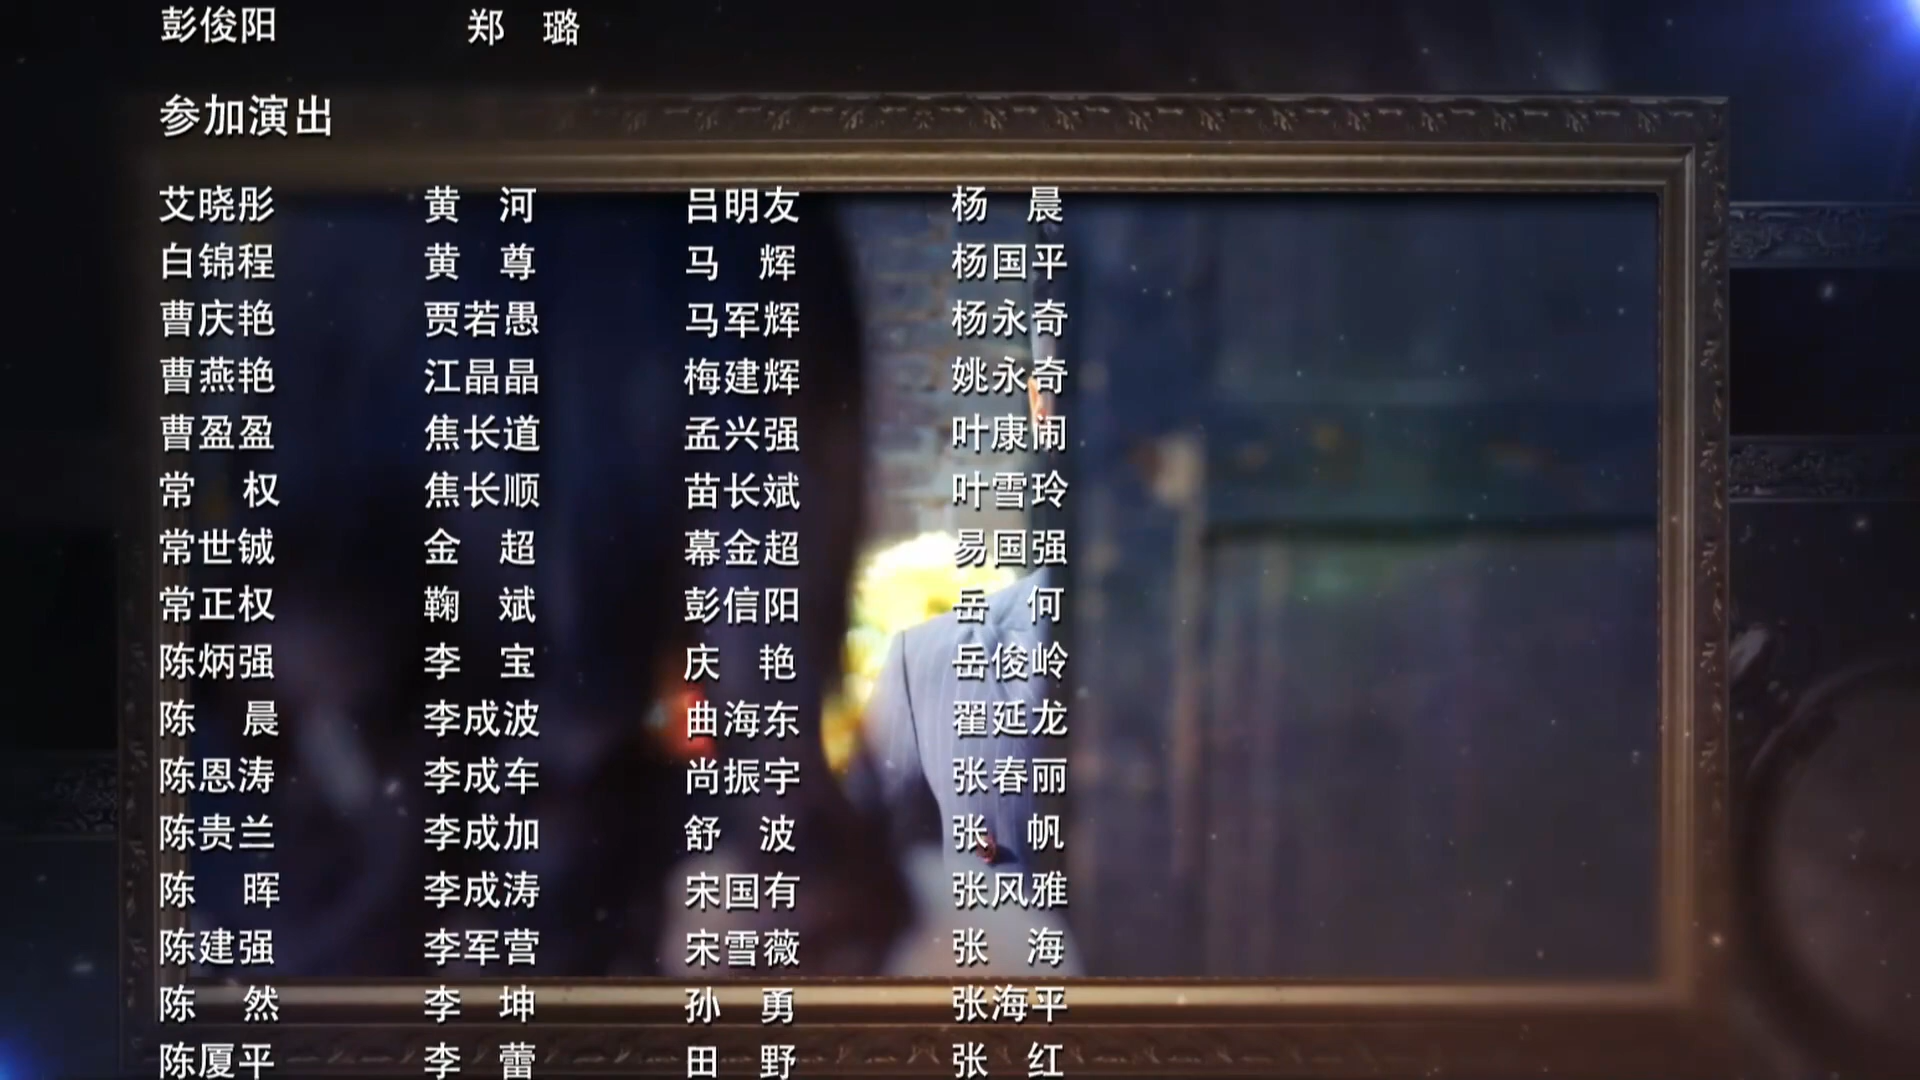 彭俊阳 郑 璐
参加演出
艾晓彤 黄 河 吕明友 杨 晨
白锦程 黄 尊 马 辉 杨国平
曹庆艳 贾若愚 马军辉 杨永奇
曹燕艳 江晶晶 梅建辉 姚永奇
曹盈盈 焦长道 孟兴强 叶康闹
常 权 焦长顺 苗长斌 叶雪玲
常世铖 金 超 幕金超 易国强
常正权 鞠 斌 彭信阳 岳 何
陈炳强 李 宝 庆 艳 岳俊岭
陈 晨 李成波 曲海东 翟延龙
陈恩涛 李成车 尚振宇 张春丽
陈贵兰 李成加 舒 波 张 帆
陈 晖 李成涛 宋国有 张风雅
陈建强 李军营 宋雪薇 张 海
陈 然 李 坤 孙 勇 张海平
陈厦平 李 蕾 田 野 张 红